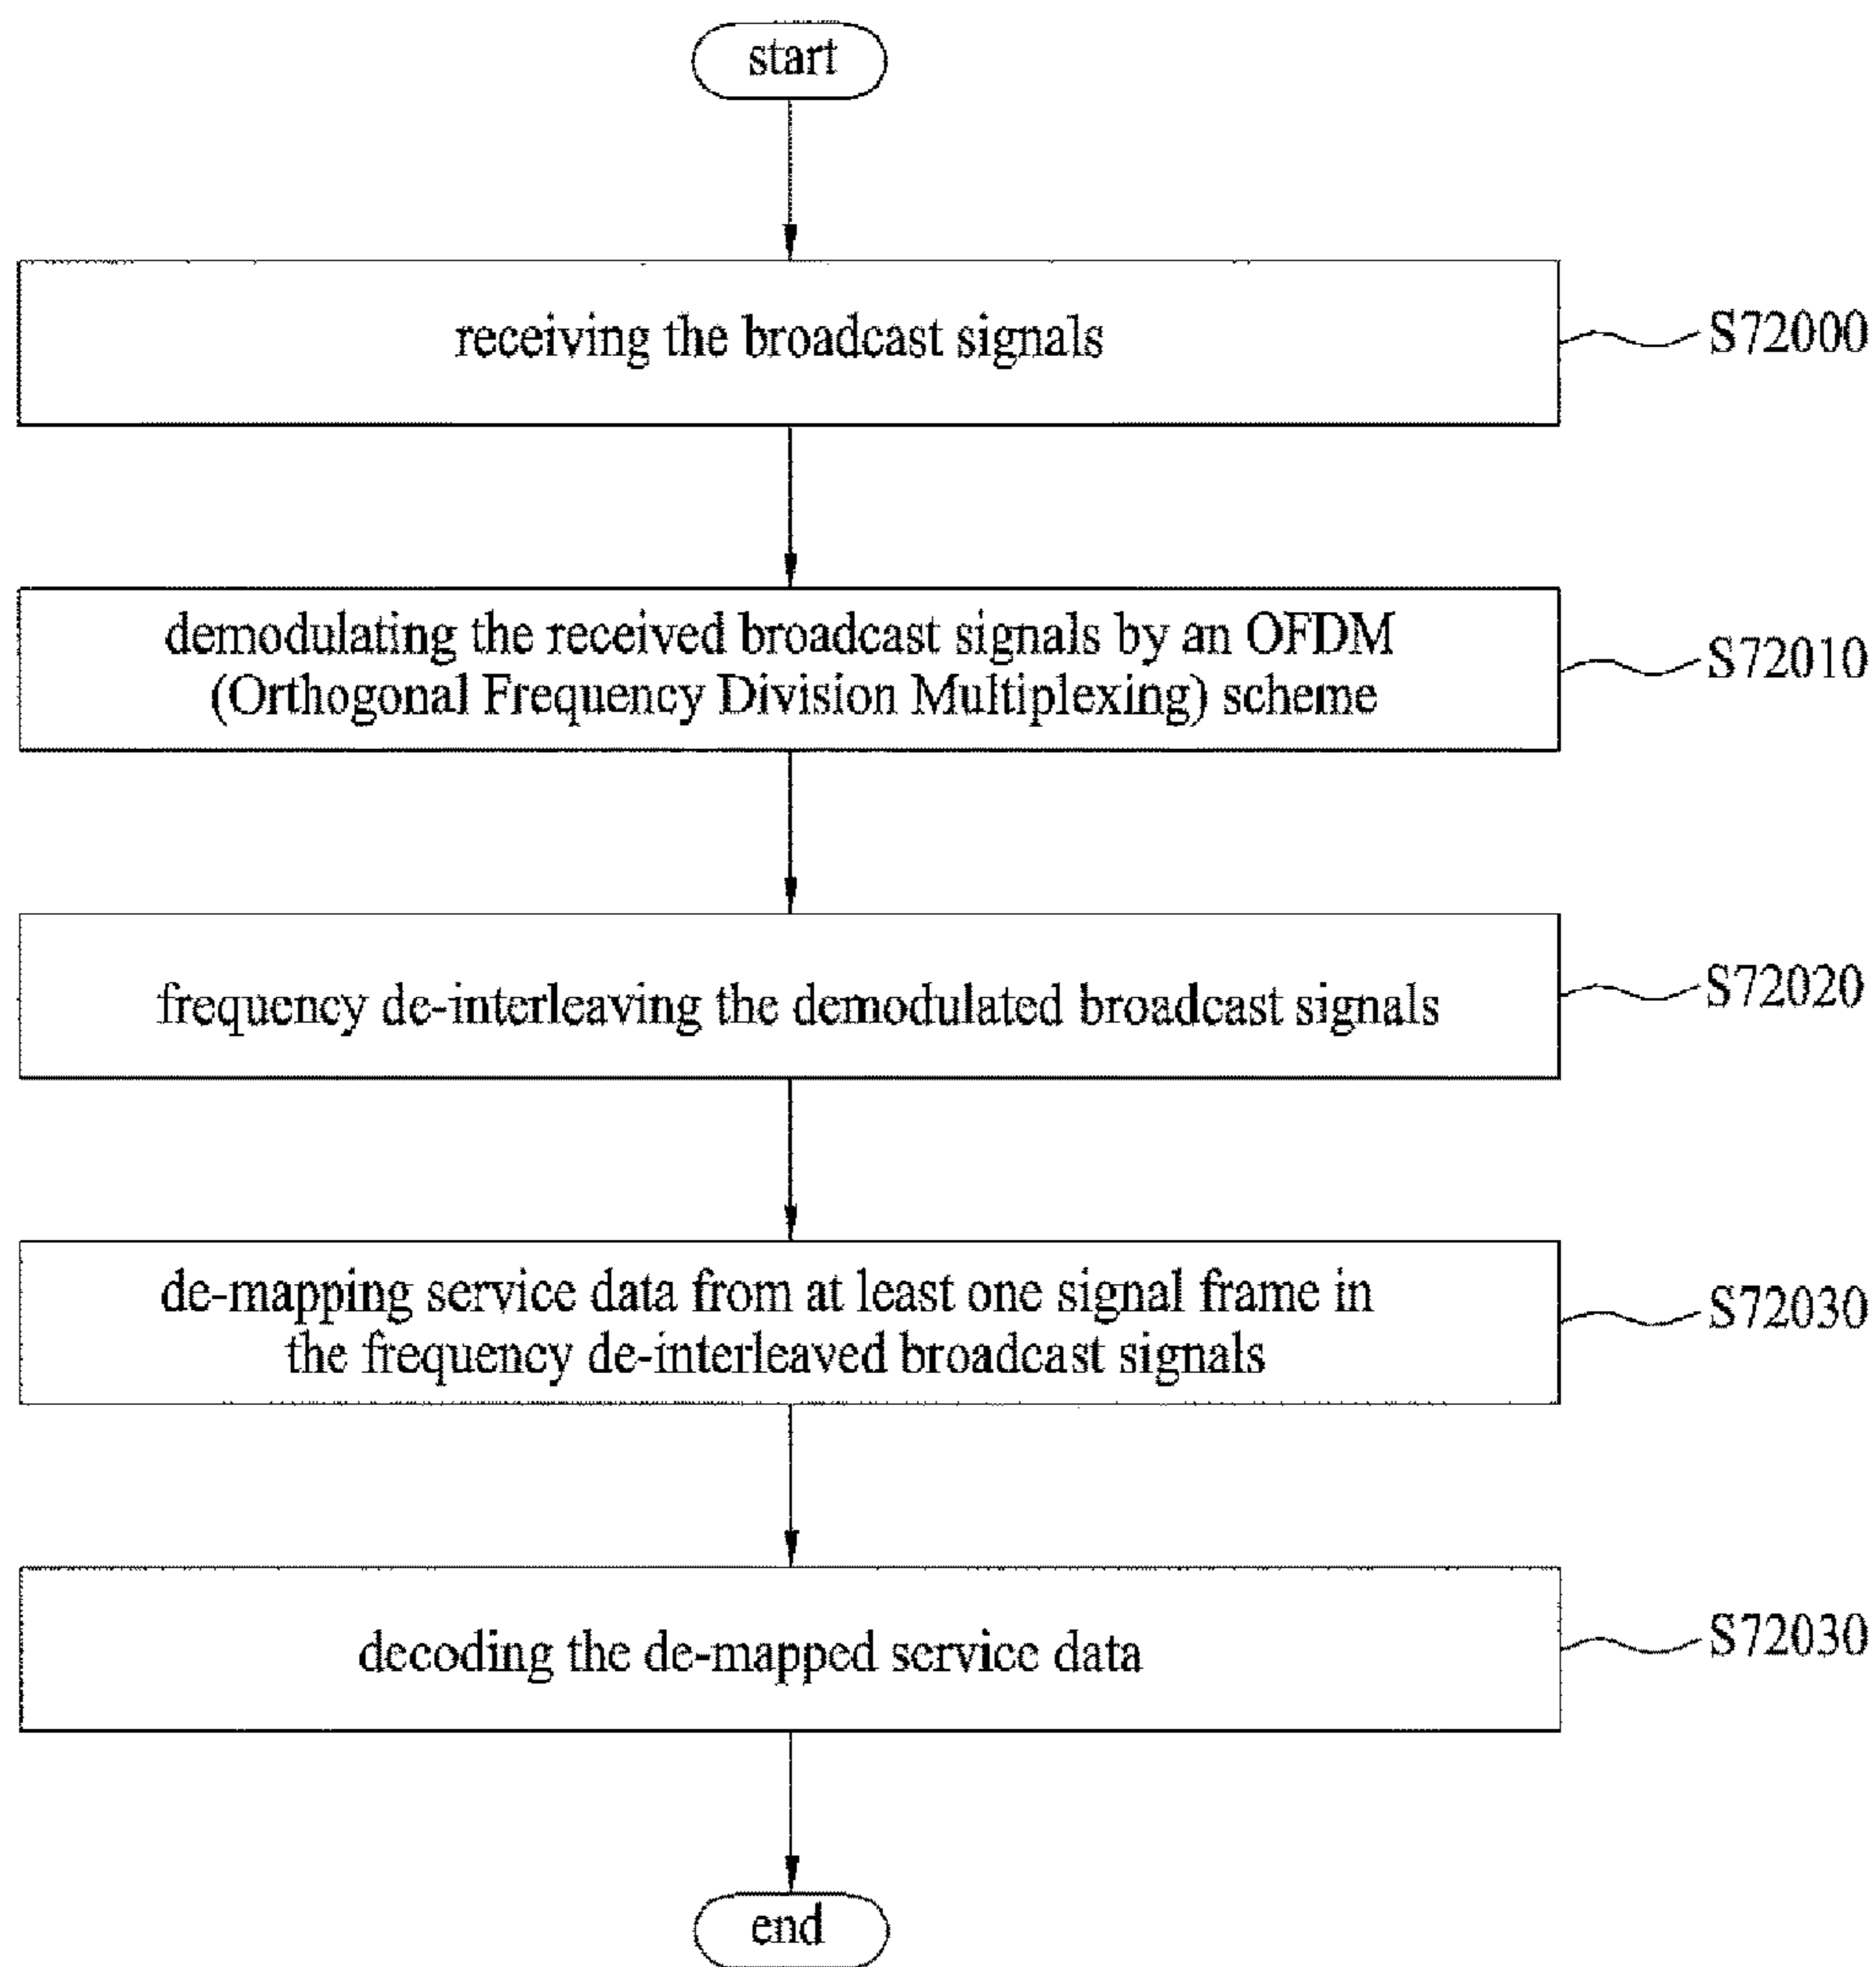 start
receiving the broadcast signals
S72000
demodulating the received broadcast signals by an OFDM
(Orthogonal Frequency Division Multiplexing) scheme
S72010
frequency de-interleaving the demodulated broadcast signals
S72020
de-mapping service data from at least one signal frame in
the frequency de-interleaved broadcast signals
S72030
decoding the de-mapped service data
S72030
end